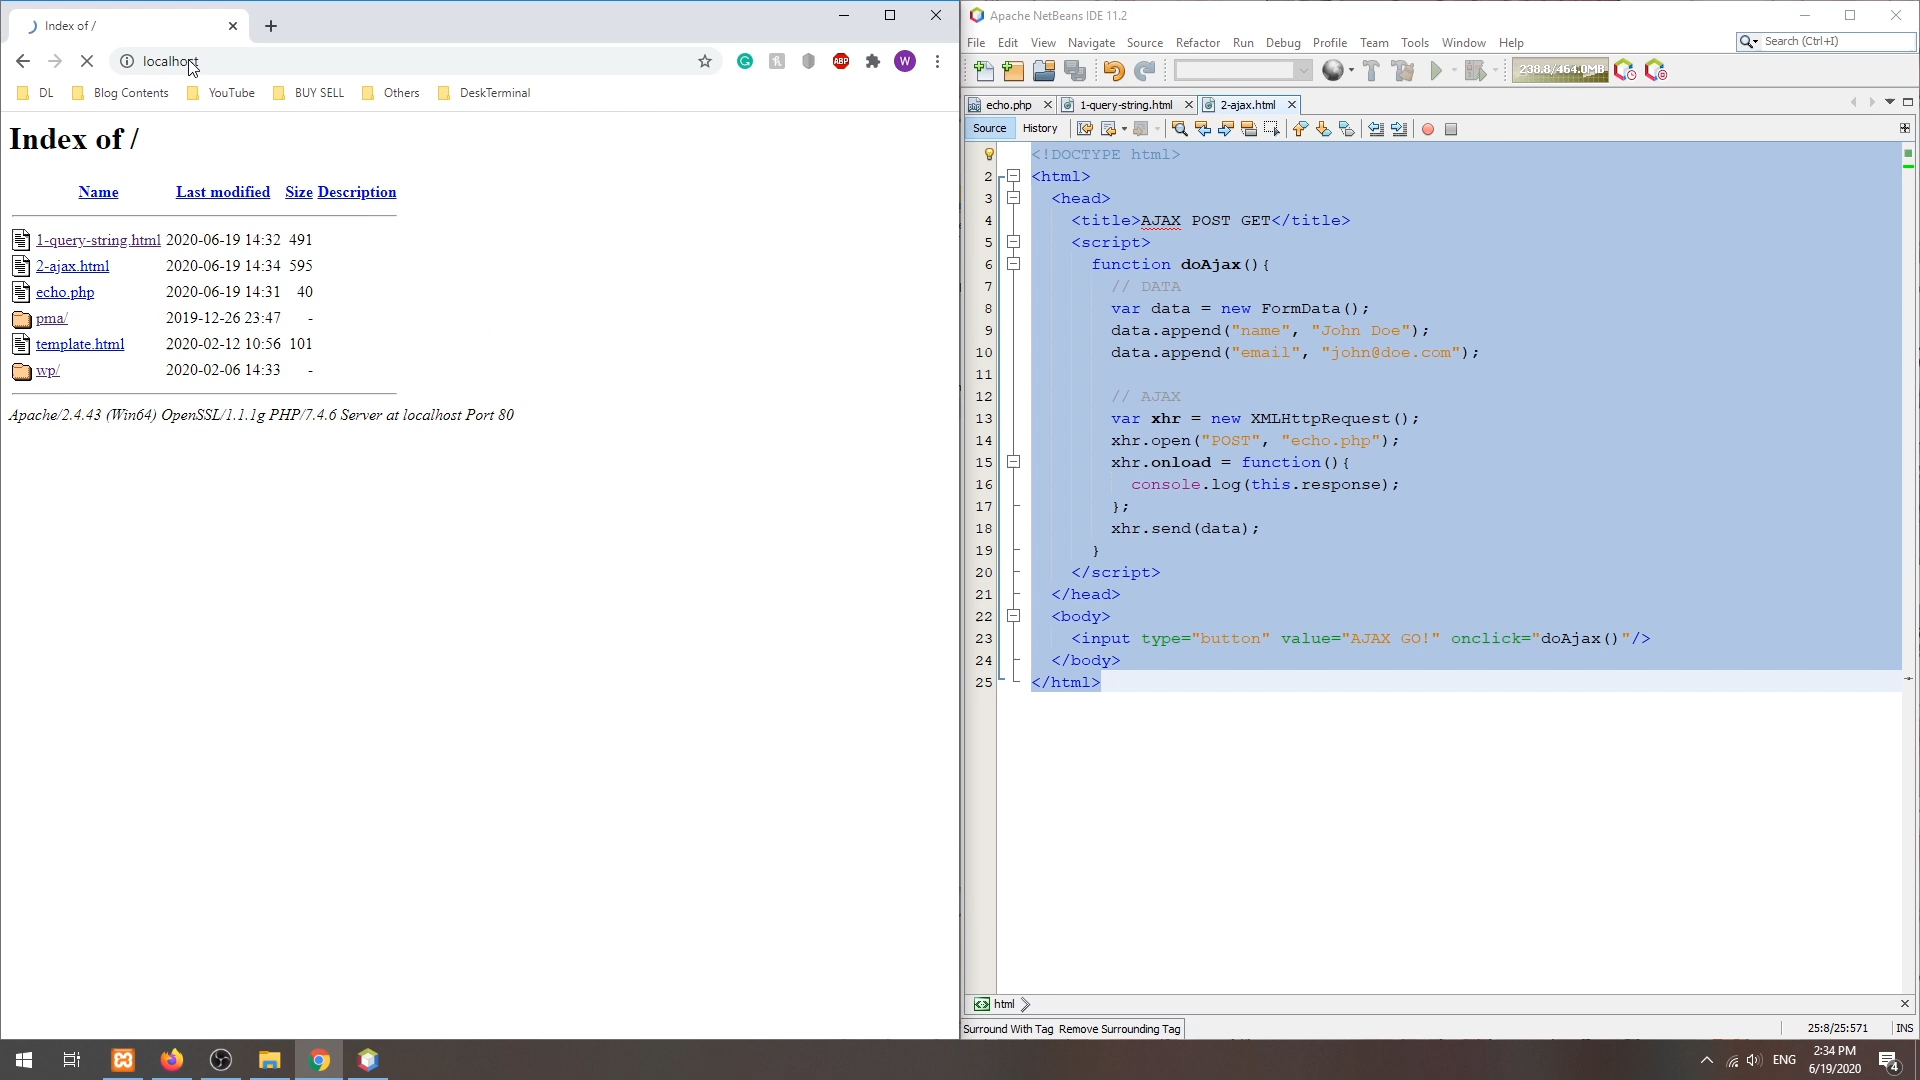 Index of /
localhost
DL Blog Contents YouTube BUY SELL Others DeskTerminal
W
ABP
Index of /
Name Last modified Size Description
1-query-string.html 2020-06-19 14:32 491
2-ajax.html 2020-06-19 14:34 595
echo.php 2020-06-19 14:31 40
pma/ 2019-12-26 23:47 -
template.html 2020-02-12 10:56 101
wp/ 2020-02-06 14:33 -
Apache/2.4.43 (Win64) OpenSSL/1.1.1g PHP/7.4.6 Server at localhost Port 80
Apache NetBeans IDE 11.2
File Edit View Navigate Source Refactor Run Debug Profile Team Tools Window Help
Search (Ctrl+I)
238.8/464.0MB
echo.php 1-query-string.html 2-ajax.html
Source History
<!DOCTYPE html>
2 <html>
3 <head>
4 <title>AJAX POST GET</title>
5 <script>
6 function doAjax(){
7 // DATA
8 var data = new FormData();
9 data.append("name", "John Doe");
10 data.append("email", "john@doe.com");
11
12 // AJAX
13 var xhr = new XMLHttpRequest();
14 xhr.open("POST", "echo.php");
15 xhr.onload = function(){
16 console.log(this.response);
17 };
18 xhr.send(data);
19 }
20 </script>
21 </head>
22 <body>
23 <input type="button" value="AJAX GO!" onclick="doAjax()"/>
24 </body>
25 </html>
html
Surround With Tag Remove Surrounding Tag
25:8/25:571 INS
ENG
2:34 PM
6/19/2020
4